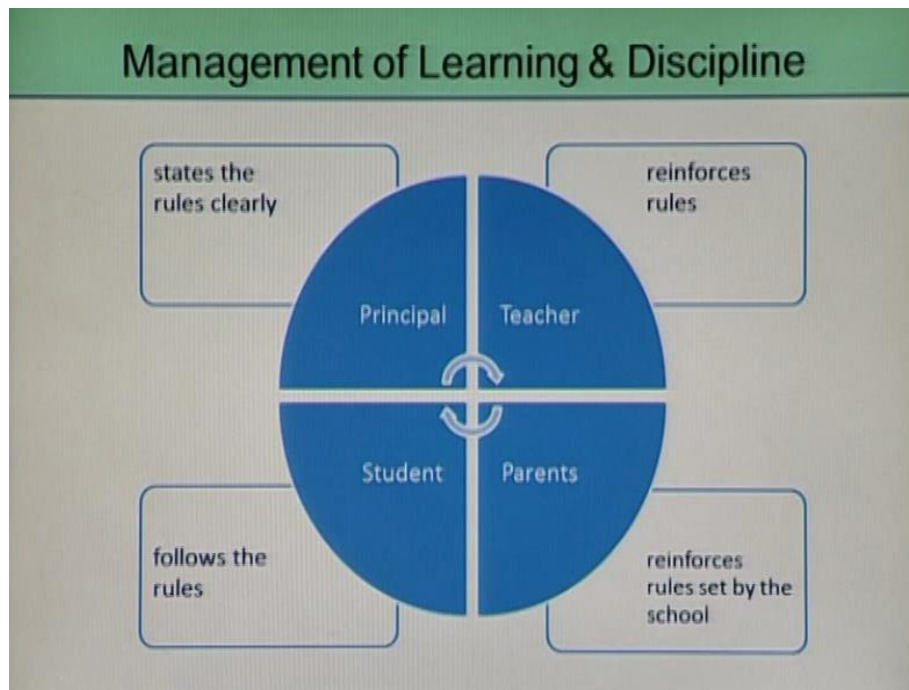 Management of Learning & Discipline
states the
rules clearly
reinforces
rules
Principal
Teacher
Student
Parents
follows the
rules
reinforces
rules set by the
school